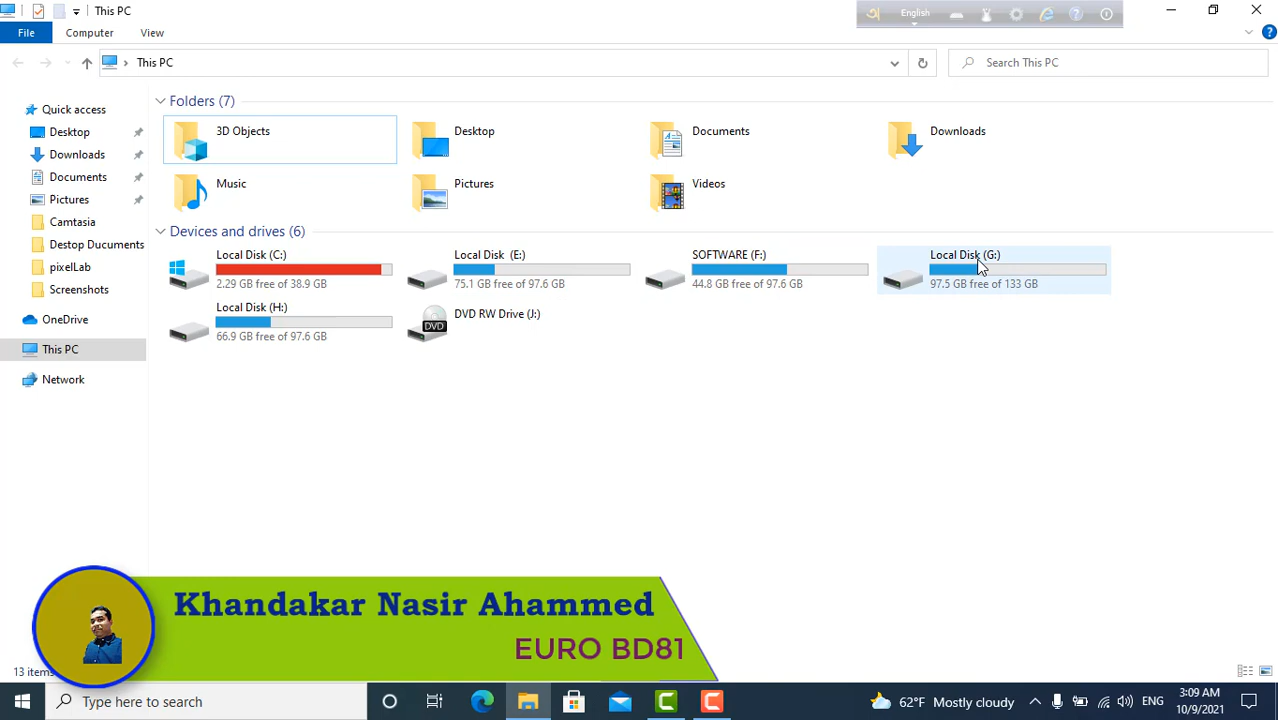 This PC
English
File
Computer
View
This PC
Search This PC
Quick access
Desktop
Downloads
Documents
Pictures
Camtasia
Destop Ducuments
pixelLab
Screenshots
OneDrive
This PC
Network
Folders (7)
3D Objects
Desktop
Documents
Downloads
Music
Pictures
Videos
Devices and drives (6)
Local Disk (C:)
2.29 GB free of 38.9 GB
Local Disk (E:)
75.1 GB free of 97.6 GB
SOFTWARE (F:)
44.8 GB free of 97.6 GB
Local Disk (G:)
97.5 GB free of 133 GB
Local Disk (H:)
66.9 GB free of 97.6 GB
DVD
DVD RW Drive (J:)
Khandakar Nasir Ahammed
EURO BD81
13 items
Type here to search
62°F Mostly cloudy
ENG
3:09 AM
10/9/2021